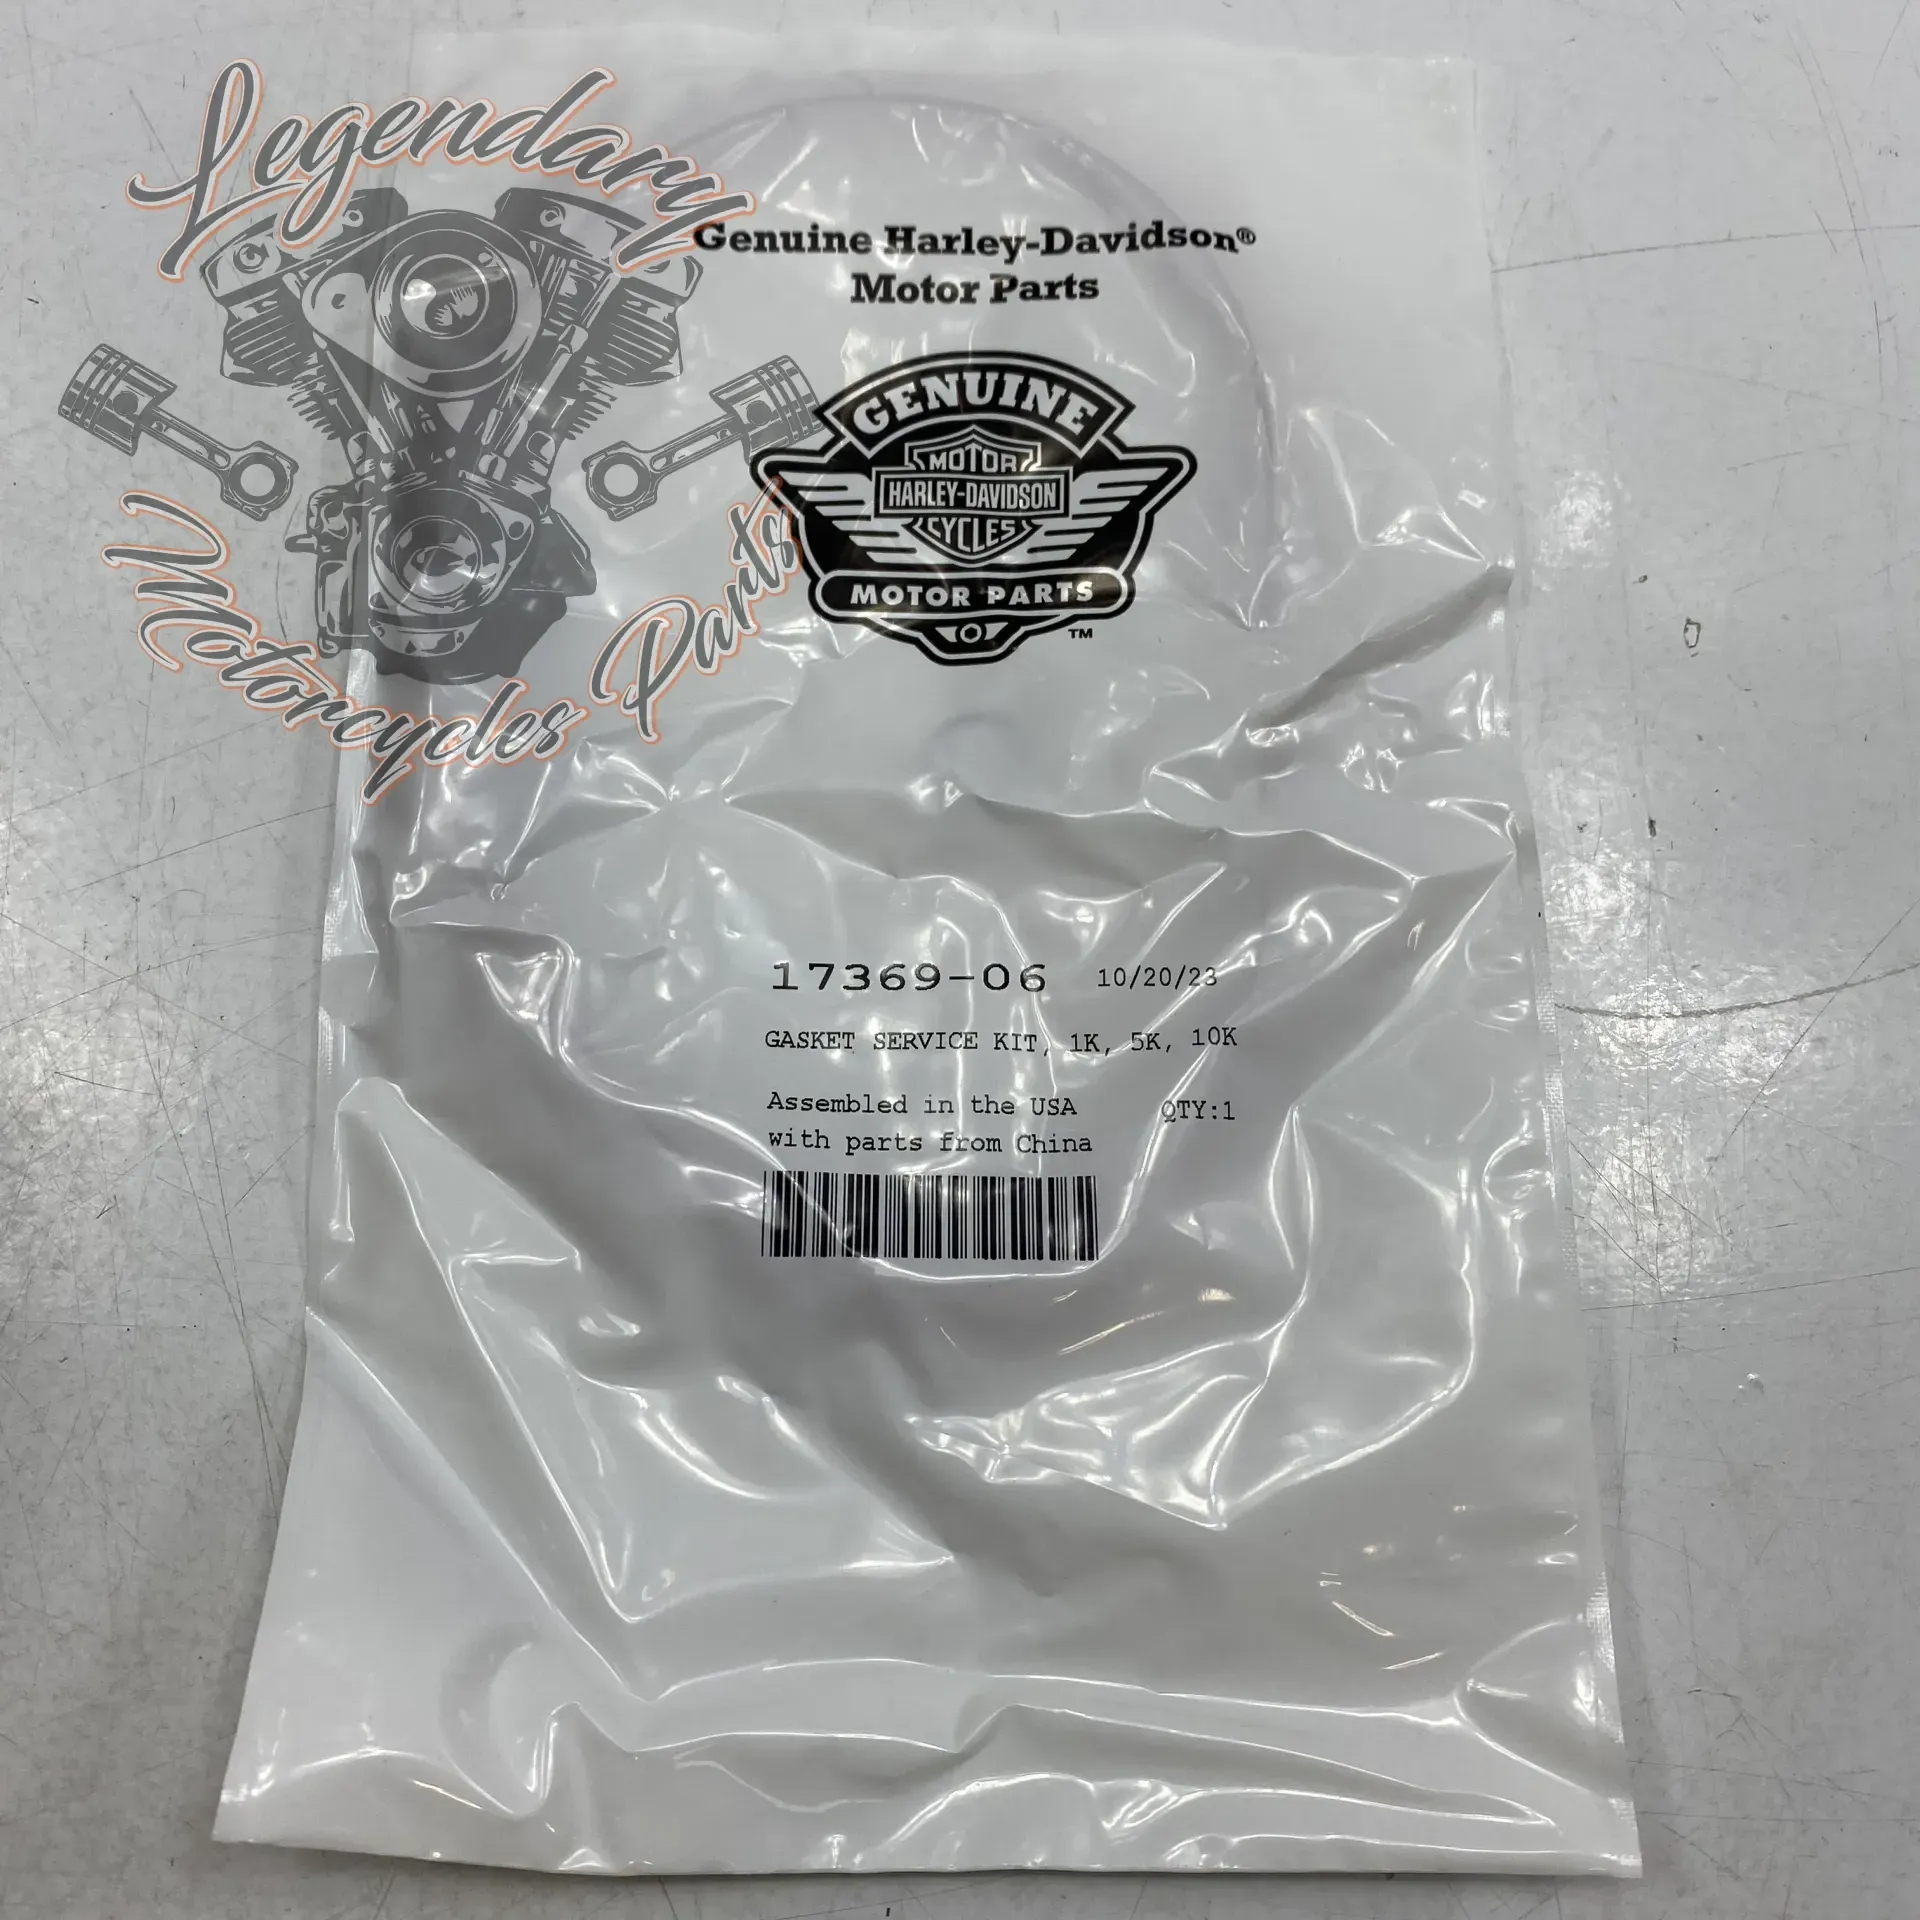 Legendary
Motorcycles Parts
Genuine Harley-Davidson®
Motor Parts
GENUINE
MOTOR
HARLEY-DAVIDSON
CYCLES
MOTOR PARTS
TM
17369-06 10/20/23
GASKET SERVICE KIT, 1K, 5K, 10K
Assembled in the USA QTY:1
with parts from China